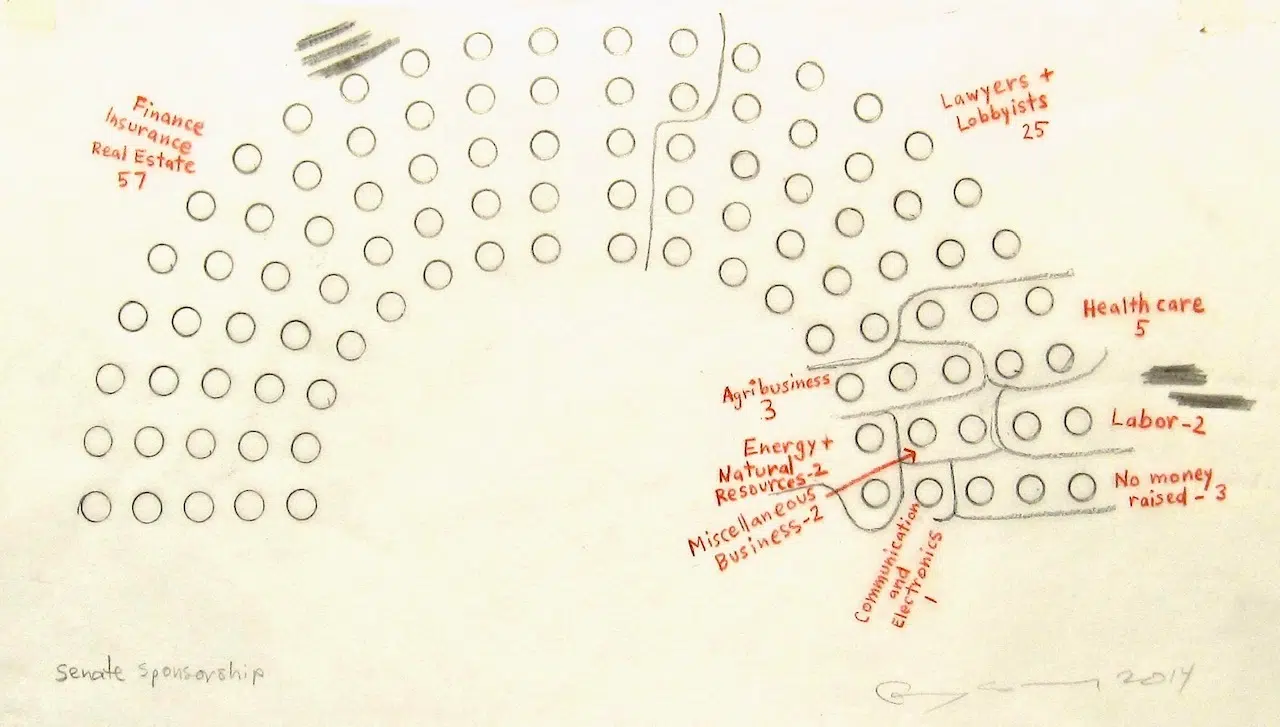 Finance
Insurance
Real Estate
57
Lawyers +
Lobbyists
25
Health care
5
Agribusiness
3
Labor-2
Energy +
Natural
Resources-2
Miscellaneous
Business-2
No money
raised - 3
Communication
and
Electronics
1
Senate sponsorship
2014